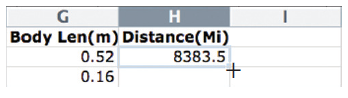 G H I
Body Len(m) Distance(Mi)
0.52 8383.5
0.16